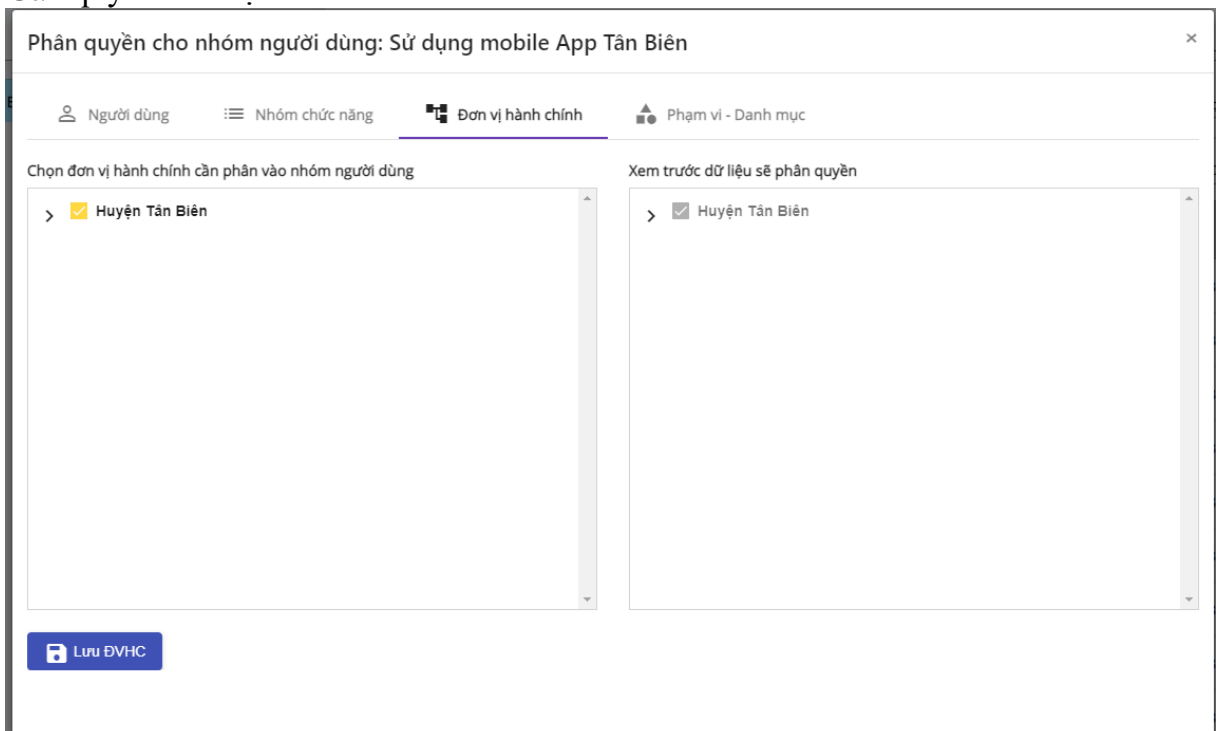 Phân quyền cho nhóm người dùng: Sử dụng mobile App Tân Biên
Người dùng
Nhóm chức năng
Đơn vị hành chính
Phạm vi - Danh mục
Chọn đơn vị hành chính cần phân vào nhóm người dùng
Xem trước dữ liệu sẽ phân quyền
Huyện Tân Biên
Huyện Tân Biên
Lưu ĐVHC